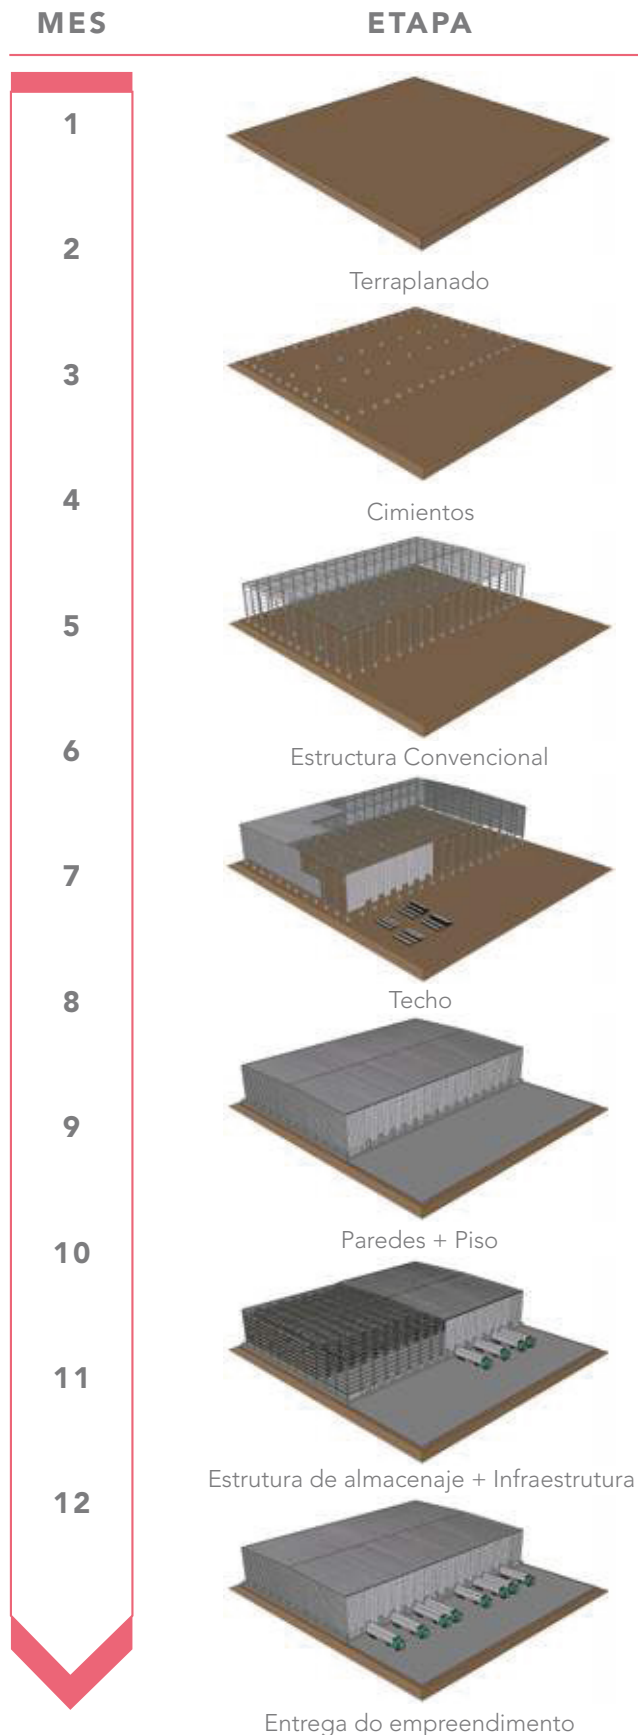 MES ETAPA
1
2
Terraplanado
3
4
Cimientos
5
6
Estructura Convencional
7
8
Techo
9
10
Paredes + Piso
11
Estrutura de almacenaje + Infraestrutura
12
Entrega do empreendimento